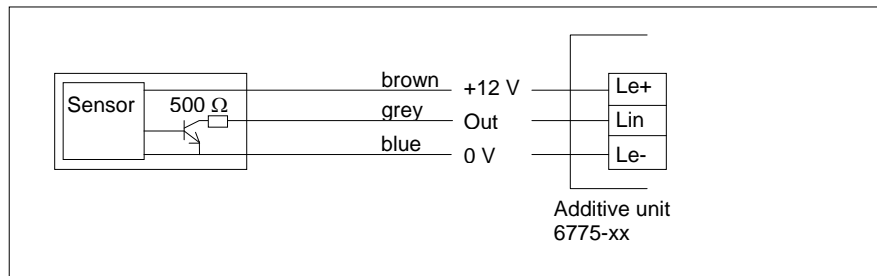 brown
+12 V
Le+
Sensor
500 Ω
grey
Out
Lin
blue
0 V
Le-
Additive unit
6775-xx